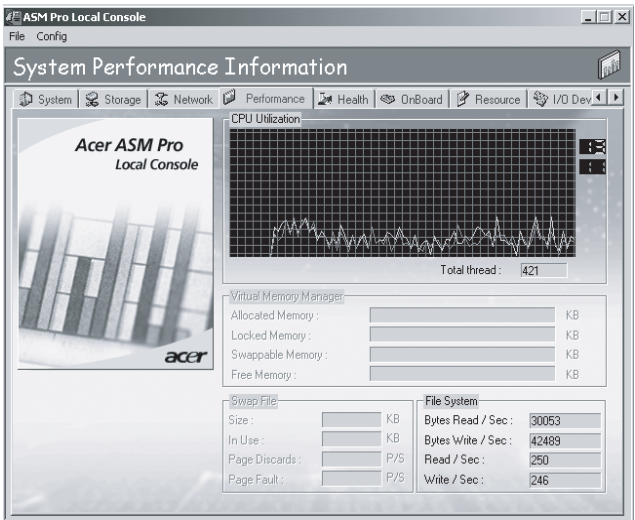 ASM Pro Local Console
File Config
System Performance Information
System Storage Network Performance Health OnBoard Resource I/O Dev
Acer ASM Pro
Local Console
acer
CPU Utilization
13
11
Total thread : 421
Virtual Memory Manager
Allocated Memory : KB
Locked Memory : KB
Swappable Memory : KB
Free Memory : KB
Swap File
Size : KB
In Use : KB
Page Discards : P/S
Page Fault : P/S
File System
Bytes Read / Sec : 30053
Bytes Write / Sec : 42489
Read / Sec : 250
Write / Sec : 246